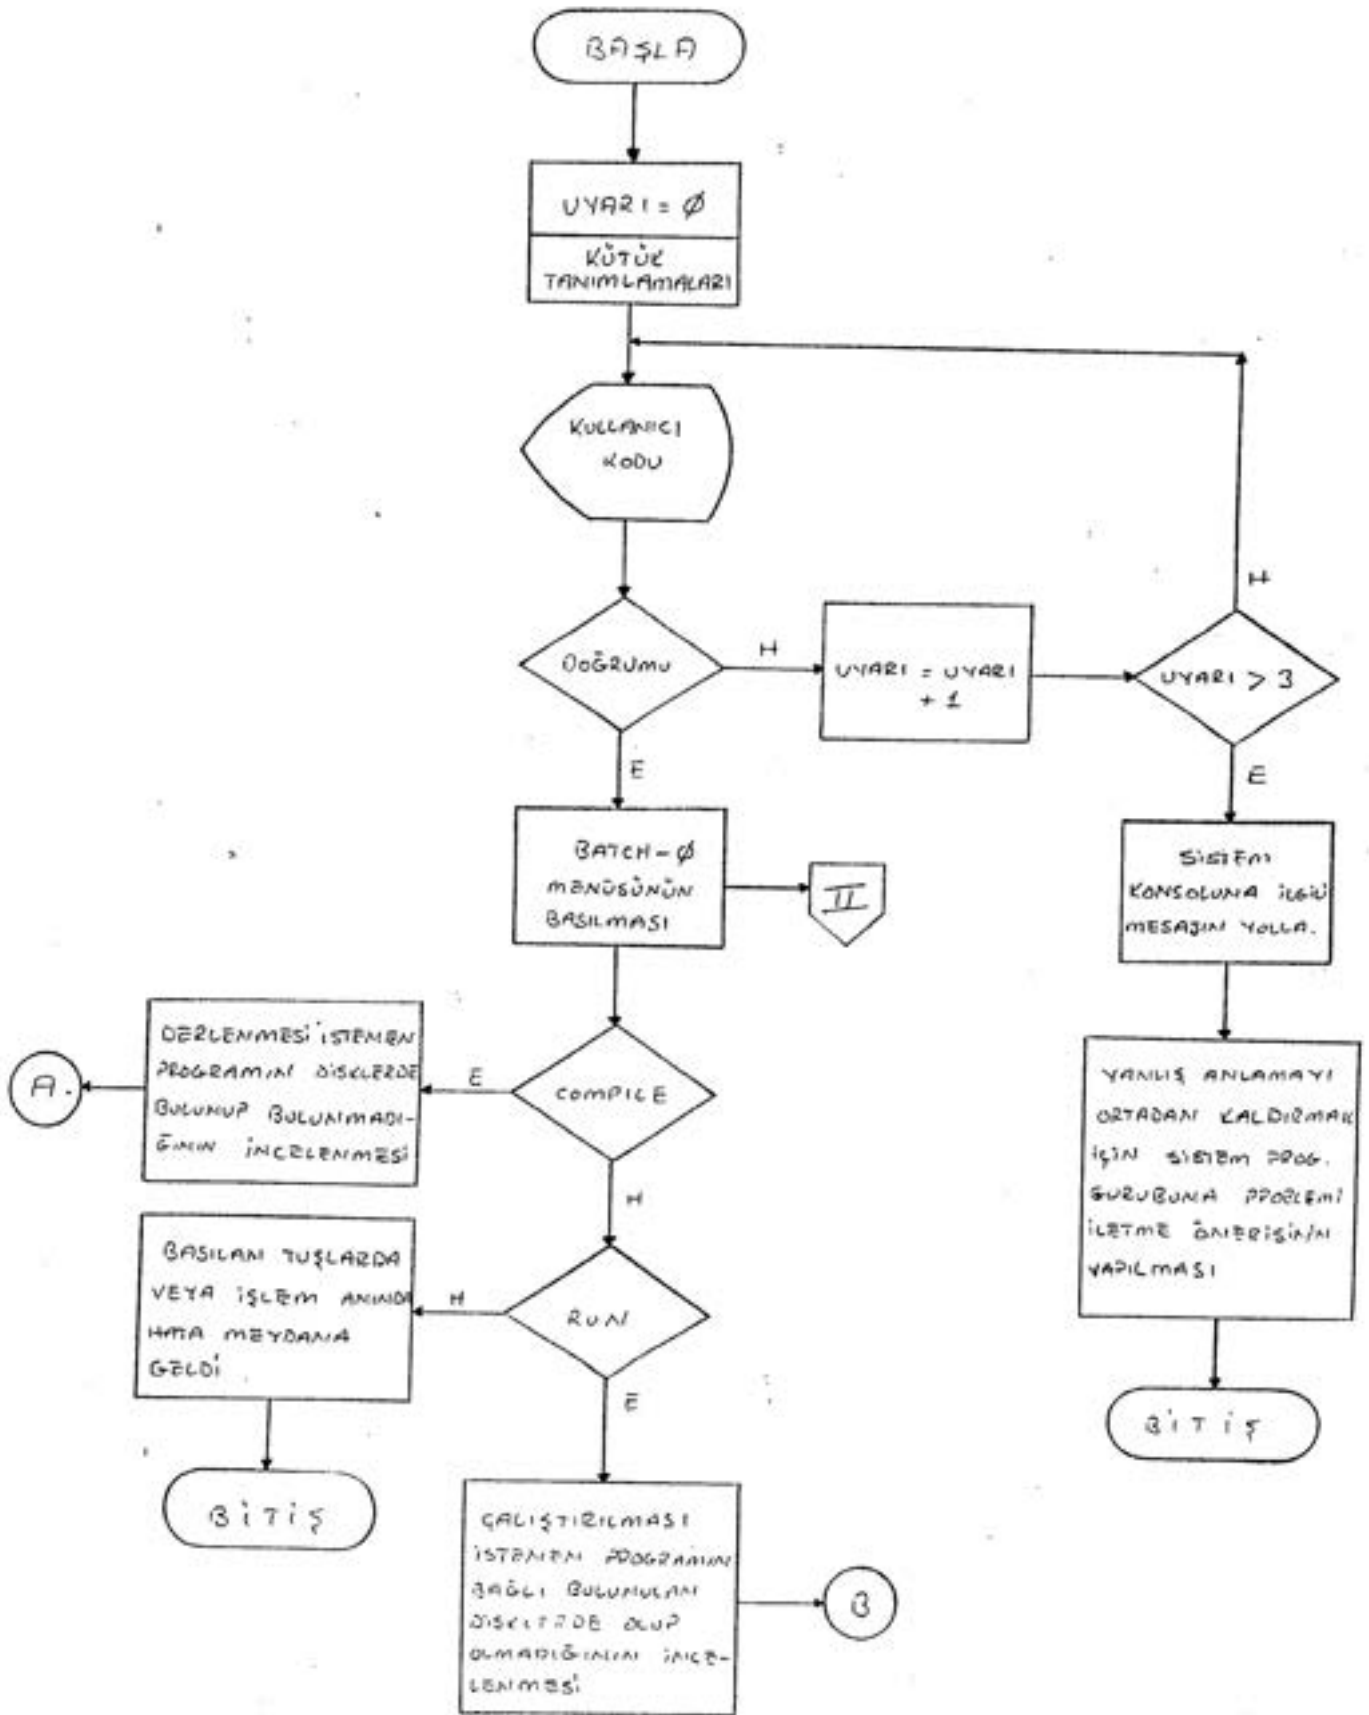 BAŞLA
UYARI = Ø
KÜTÜK
TANIMLAMALARI
KULLANICI
KODU
DOĞRUMU
H
UYARI = UYARI
+ 1
UYARI > 3
H
E
E
BATCH-Ø
MENÜSÜNÜN
BASILMASI
II
SİSTEM
KONSOLUNA İLGİLİ
MESAJIN YOLLA.
DERLENMESİ İSTENEN
PROGRAMIN DİSKLERDE
BULUNUP BULUNMADI-
ĞININ İNCELENMESİ
A.
E
COMPILE
H
YANLIŞ ANLAMAYI
ORTADAN KALDIRMAK
İÇİN SİSTEM PROG.
GURUBUNA PROBLEMİ
İLETME ÖNERİSİNİN
YAPILMASI
BİTİŞ
BASILAN TUŞLARDA
VEYA İŞLEM ANINDA
HATA MEYDANA
GELDİ
H
RUN
E
BİTİŞ
ÇALIŞTIRILMASI
İSTENEN PROGRAMIN
BAĞLI BULUNULAN
DİSKLERDE OLUP
OLMADIĞININ İNCE-
LENMESİ
B